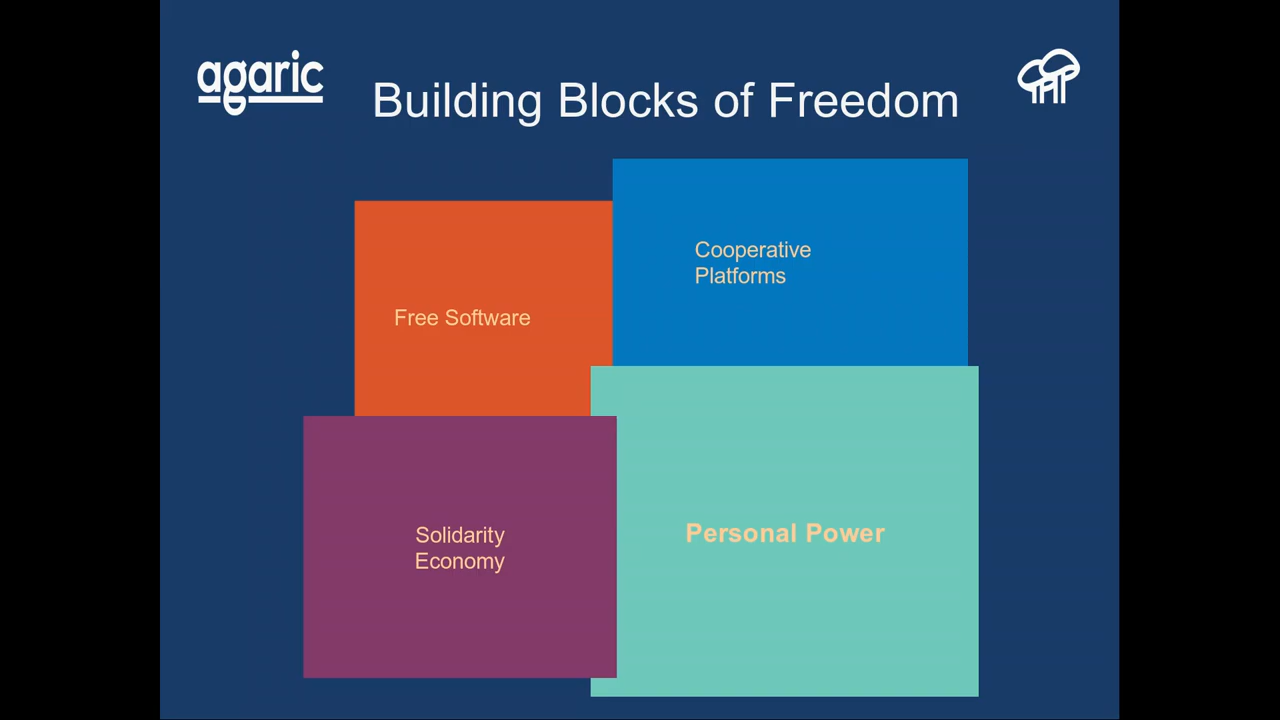 agaric
Building Blocks of Freedom
Cooperative
Platforms
Free Software
Solidarity
Economy
Personal Power